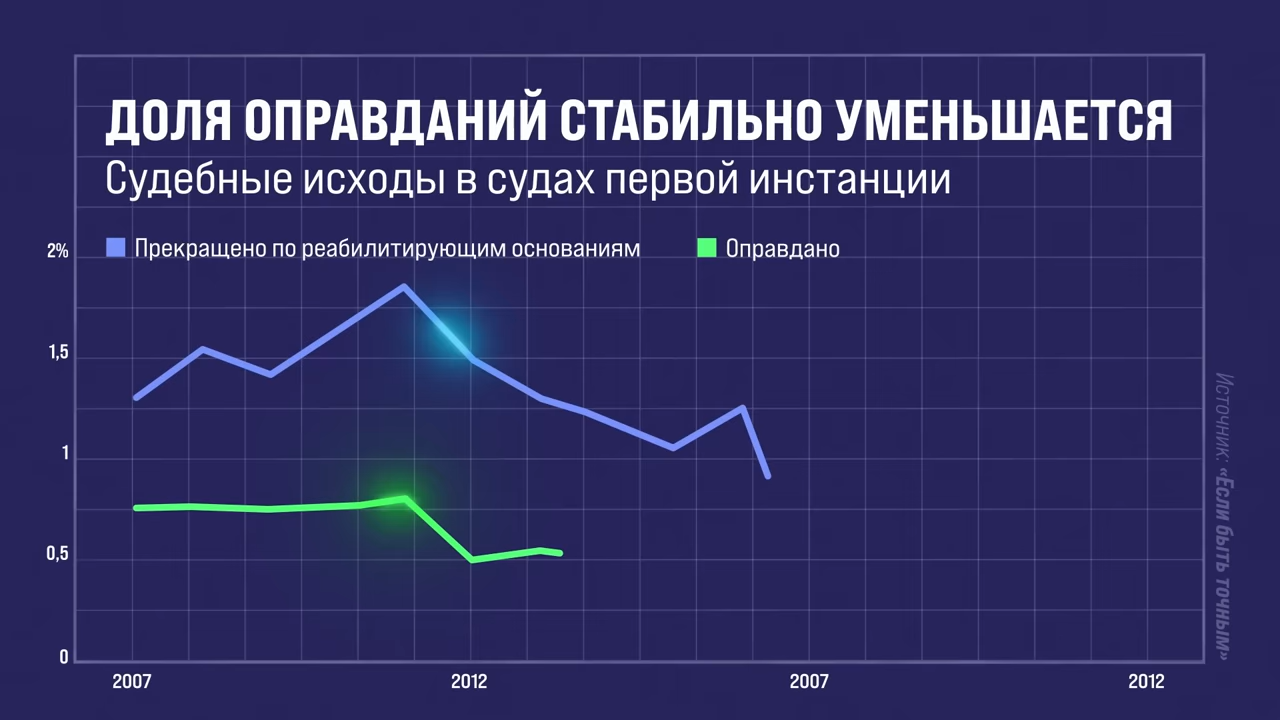 ДОЛЯ ОПРАВДАНИЙ СТАБИЛЬНО УМЕНЬШАЕТСЯ
Судебные исходы в судах первой инстанции
Прекращено по реабилитирующим основаниям
Оправдано
2%
1,5
1
0,5
0
2007
2012
2007
2012
Источник: «Если быть точным»